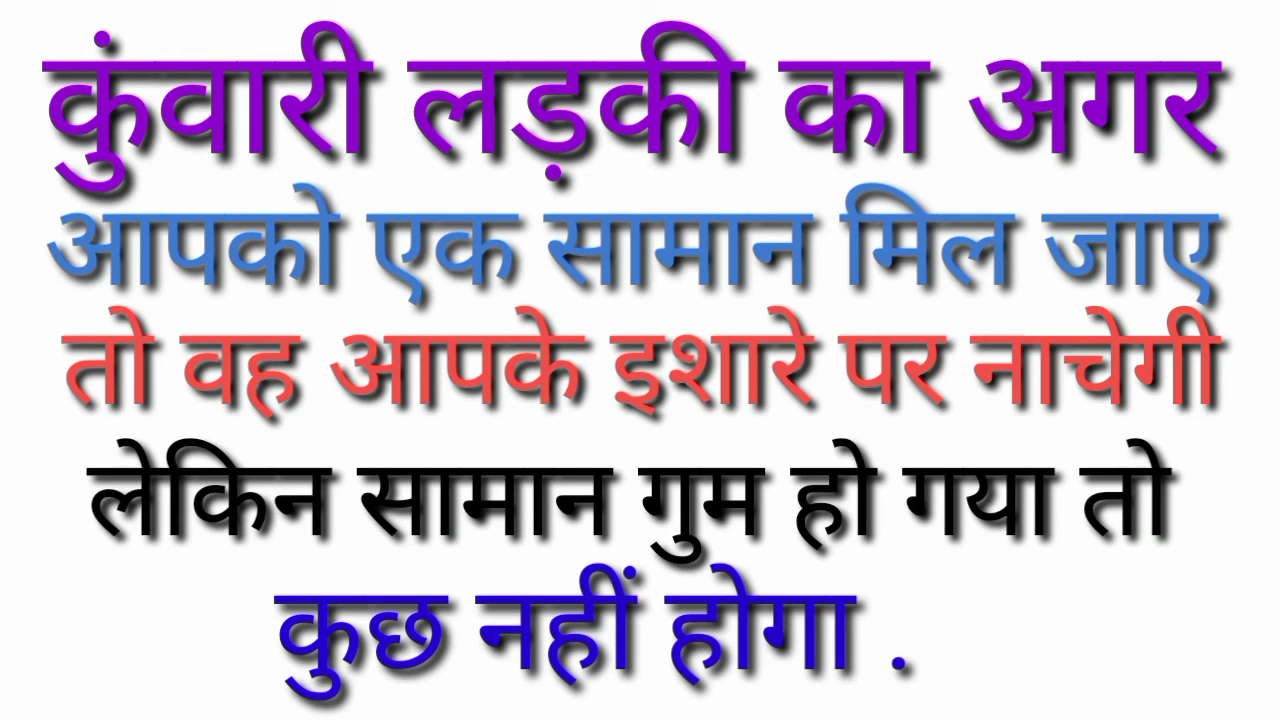 कुंवारी लड़की का अगर
आपको एक सामान मिल जाए
तो वह आपके इशारे पर नाचेगी
लेकिन सामान गुम हो गया तो
कुछ नहीं होगा .